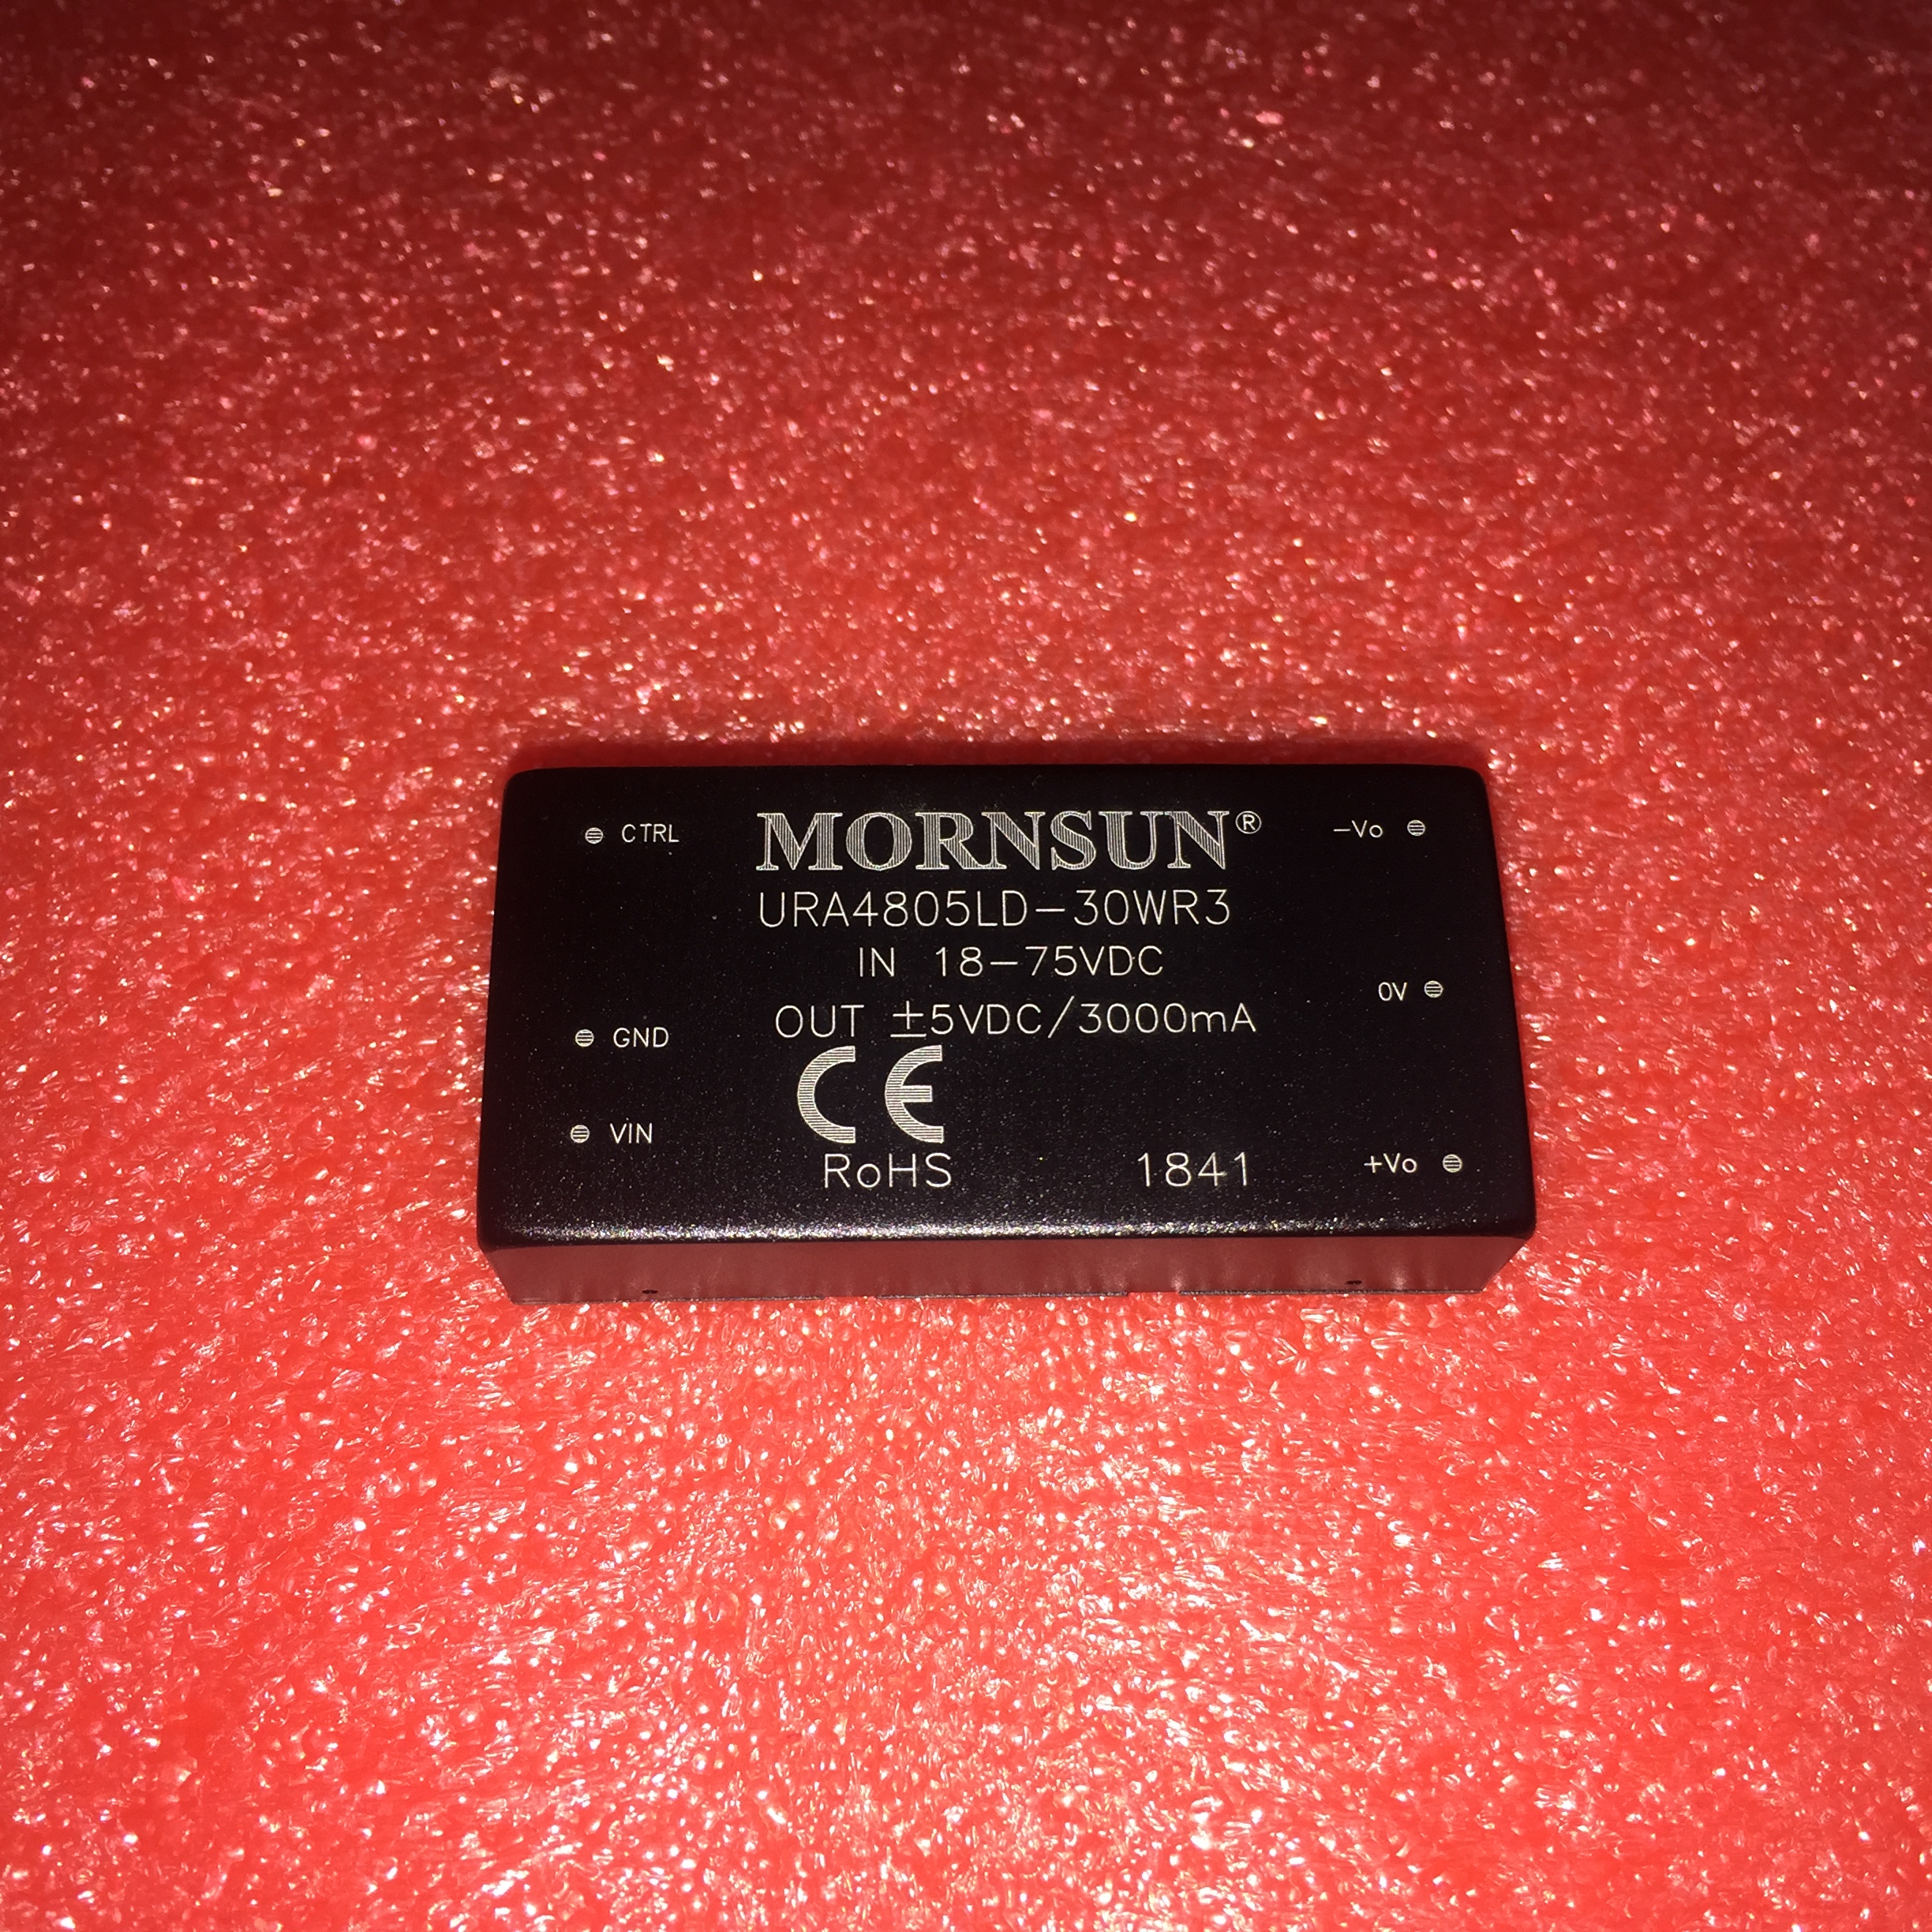 CTRL
MORNSUN®
-Vo
URA4805LD-30WR3
IN 18-75VDC
0V
OUT ±5VDC/3000mA
GND
CE
VIN
RoHS
1841
+Vo